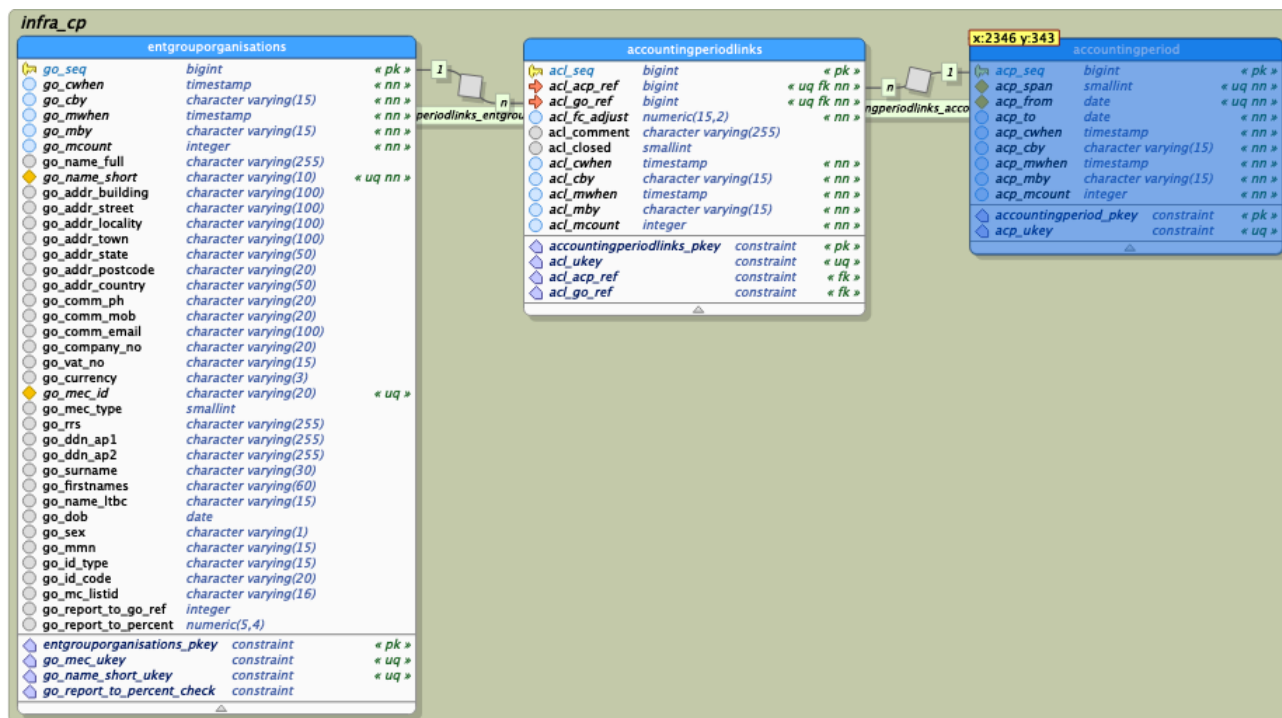 infra_cp
entgrouporganisations
go_seq bigint « pk »
go_cwhen timestamp « nn »
go_cby character varying(15) « nn »
go_mwhen timestamp « nn »
go_mby character varying(15) « nn »
go_mcount integer « nn »
go_name_full character varying(255)
go_name_short character varying(10) « uq nn »
go_addr_building character varying(100)
go_addr_street character varying(100)
go_addr_locality character varying(100)
go_addr_town character varying(100)
go_addr_state character varying(50)
go_addr_postcode character varying(20)
go_addr_country character varying(50)
go_comm_ph character varying(20)
go_comm_mob character varying(20)
go_comm_email character varying(100)
go_company_no character varying(20)
go_vat_no character varying(15)
go_currency character varying(3)
go_mec_id character varying(20) « uq »
go_mec_type smallint
go_rrs character varying(255)
go_ddn_ap1 character varying(255)
go_ddn_ap2 character varying(255)
go_surname character varying(30)
go_firstnames character varying(60)
go_name_ltbc character varying(15)
go_dob date
go_sex character varying(1)
go_mmn character varying(15)
go_id_type character varying(15)
go_id_code character varying(20)
go_mc_listid character varying(16)
go_report_to_go_ref integer
go_report_to_percent numeric(5,4)
entgrouporganisations_pkey constraint « pk »
go_mec_ukey constraint « uq »
go_name_short_ukey constraint « uq »
go_report_to_percent_check constraint
1
n
periodlinks_entgrou
accountingperiodlinks
acl_seq bigint « pk »
acl_acp_ref bigint « uq fk nn »
acl_go_ref bigint « uq fk nn »
acl_fc_adjust numeric(15,2) « nn »
acl_comment character varying(255)
acl_closed smallint
acl_cwhen timestamp « nn »
acl_cby character varying(15) « nn »
acl_mwhen timestamp « nn »
acl_mby character varying(15) « nn »
acl_mcount integer « nn »
accountingperiodlinks_pkey constraint « pk »
acl_ukey constraint « uq »
acl_acp_ref constraint « fk »
acl_go_ref constraint « fk »
n
1
ngperiodlinks_acco
x:2346 y:343
accountingperiod
acp_seq bigint « pk »
acp_span smallint « uq nn »
acp_from date « uq nn »
acp_to date « nn »
acp_cwhen timestamp « nn »
acp_cby character varying(15) « nn »
acp_mwhen timestamp « nn »
acp_mby character varying(15) « nn »
acp_mcount integer « nn »
accountingperiod_pkey constraint « pk »
acp_ukey constraint « uq »